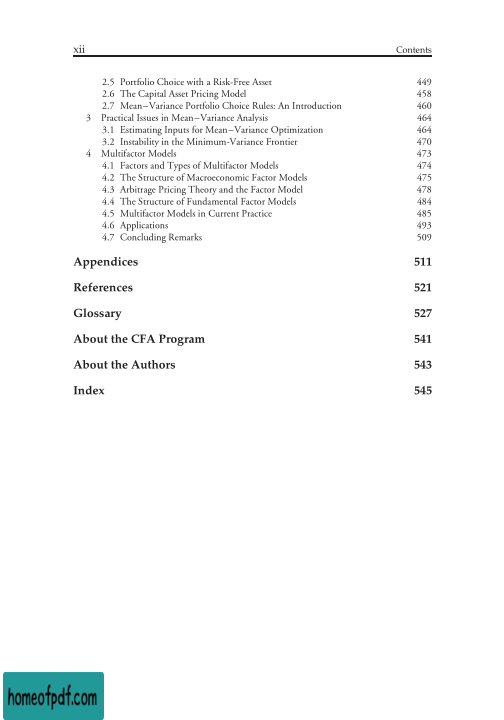 xii Contents
2.5 Portfolio Choice with a Risk-Free Asset 449
2.6 The Capital Asset Pricing Model 458
2.7 Mean–Variance Portfolio Choice Rules: An Introduction 460
3 Practical Issues in Mean–Variance Analysis 464
3.1 Estimating Inputs for Mean–Variance Optimization 464
3.2 Instability in the Minimum-Variance Frontier 470
4 Multifactor Models 473
4.1 Factors and Types of Multifactor Models 474
4.2 The Structure of Macroeconomic Factor Models 475
4.3 Arbitrage Pricing Theory and the Factor Model 478
4.4 The Structure of Fundamental Factor Models 484
4.5 Multifactor Models in Current Practice 485
4.6 Applications 493
4.7 Concluding Remarks 509
Appendices 511
References 521
Glossary 527
About the CFA Program 541
About the Authors 543
Index 545
homeofpdf.com